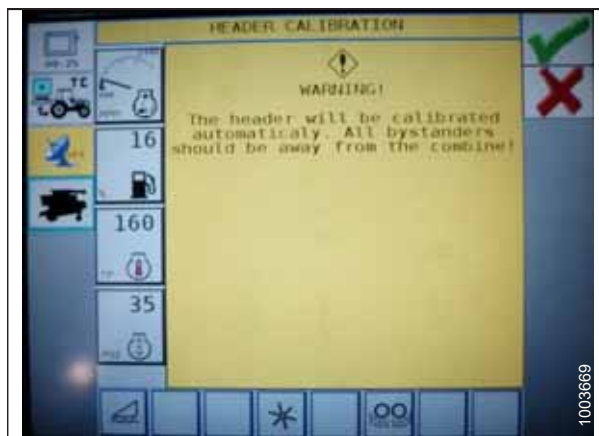 HEADER CALIBRATION
TC
WARNING!
The header will be calibrated
automaticaly. All bystanders
should be away from the combine!
16
160
35
1003669